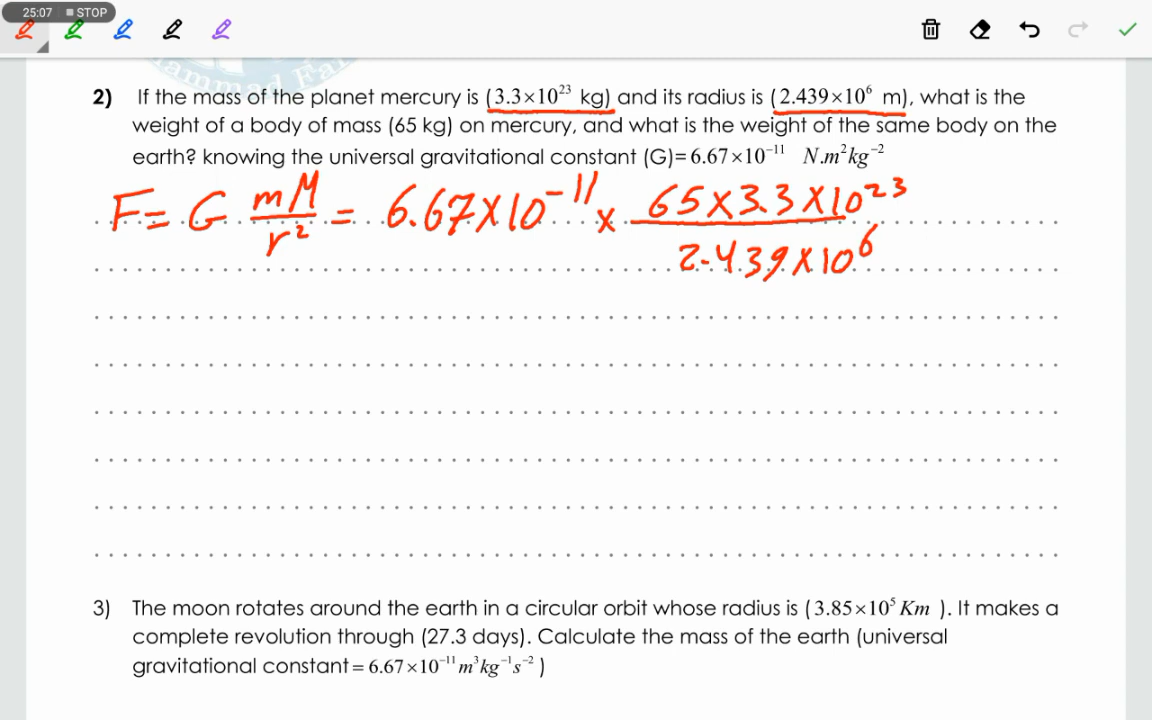 25:07 STOP
ammad Fa
2) If the mass of the planet mercury is (3.3×10²³ kg) and its radius is (2.439×10⁶ m), what is the
weight of a body of mass (65 kg) on mercury, and what is the weight of the same body on the
earth? knowing the universal gravitational constant (G)=6.67×10⁻¹¹ N.m²kg⁻²
F = G mM/r² = 6.67×10⁻¹¹ × 65×3.3×10²³
2.439×10⁶
3) The moon rotates around the earth in a circular orbit whose radius is (3.85×10⁵ Km ). It makes a
complete revolution through (27.3 days). Calculate the mass of the earth (universal
gravitational constant=6.67×10⁻¹¹m³kg⁻¹s⁻²)